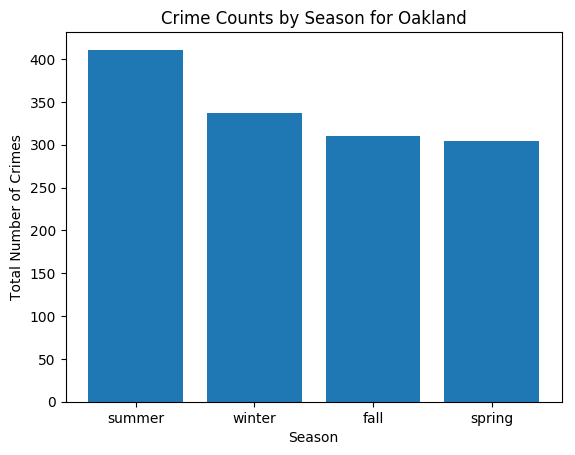 Crime Counts by Season for Oakland
Total Number of Crimes
400
350
300
250
200
150
100
50
0
summer winter fall spring
Season